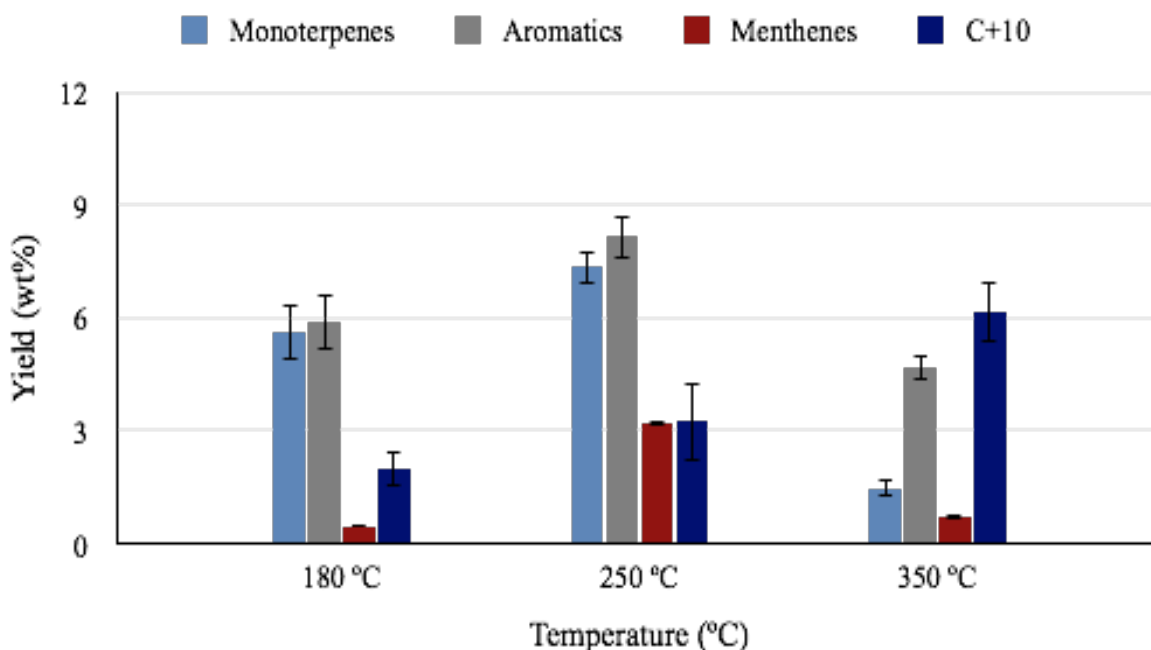 Monoterpenes Aromatics Menthenes C+10
12
9
6
3
0
Yield (wt%)
180 ºC 250 ºC 350 ºC
Temperature (ºC)